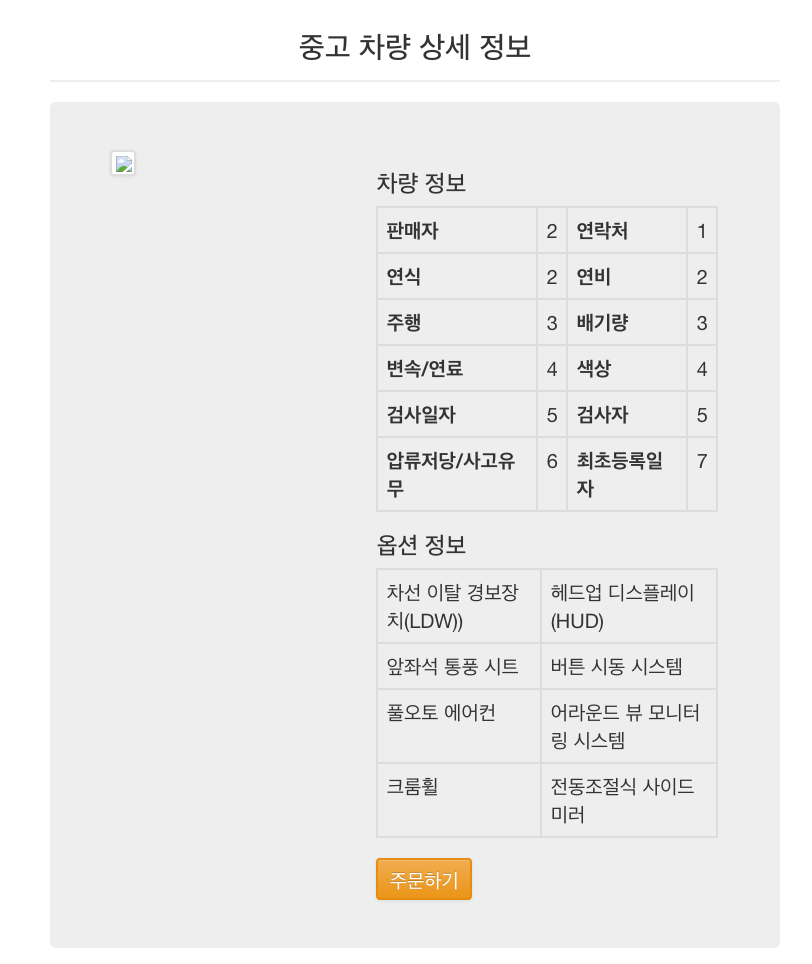 중고 차량 상세 정보
차량 정보
판매자 2 연락처 1
연식 2 연비 2
주행 3 배기량 3
변속/연료 4 색상 4
검사일자 5 검사자 5
압류저당/사고유 6 최초등록일 7
무 자
옵션 정보
차선 이탈 경보장 헤드업 디스플레이
치(LDW)) (HUD)
앞좌석 통풍 시트 버튼 시동 시스템
풀오토 에어컨 어라운드 뷰 모니터
링 시스템
크룸휠 전동조절식 사이드
미러
주문하기